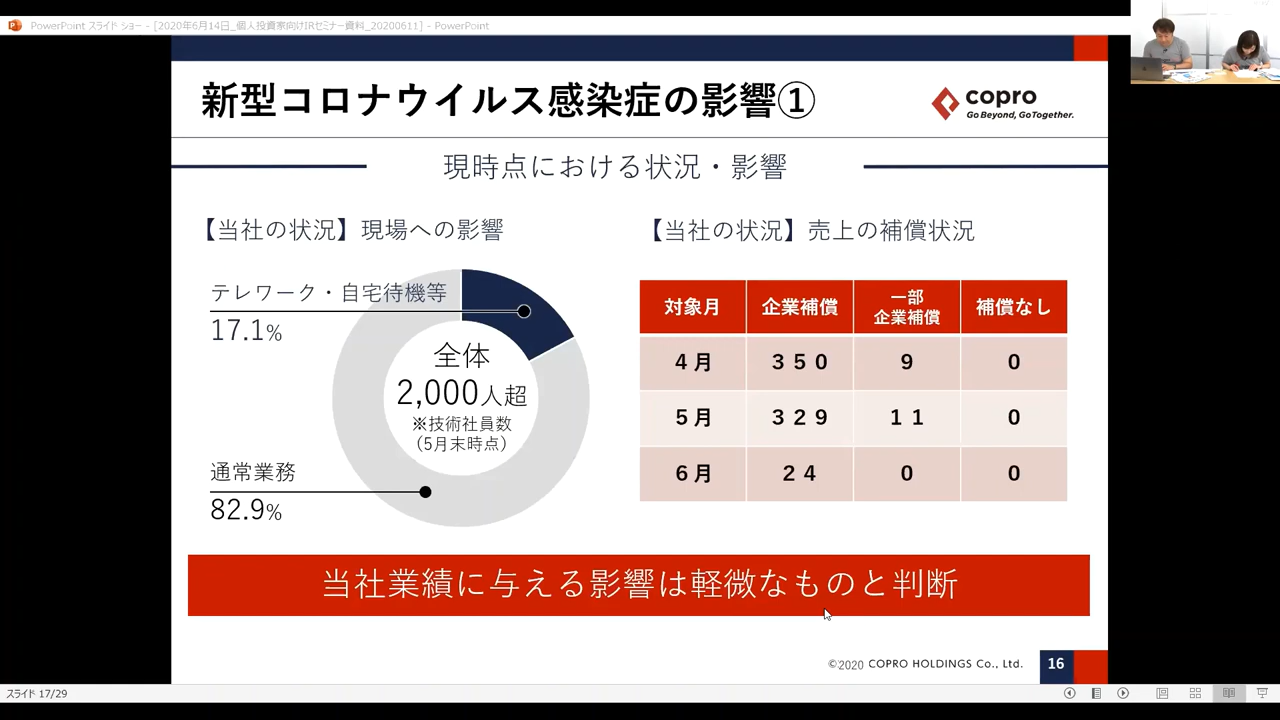 PowerPoint スライド ショー - [2020年6月14日_個人投資家向けIRセミナー資料_20200611] - PowerPoint
新型コロナウイルス感染症の影響①
copro
Go Beyond, Go Together.
現時点における状況・影響
【当社の状況】現場への影響
テレワーク・自宅待機等
17.1%
全体
2,000人超
※技術社員数
（5月末時点）
通常業務
82.9%
【当社の状況】売上の補償状況
対象月 企業補償 一部 企業補償 補償なし
４月 ３５０ 9 0
５月 ３２９ １１ 0
６月 ２４ 0 0
当社業績に与える影響は軽微なものと判断
©2020 COPRO HOLDINGS Co., Ltd.
16
スライド 17/29